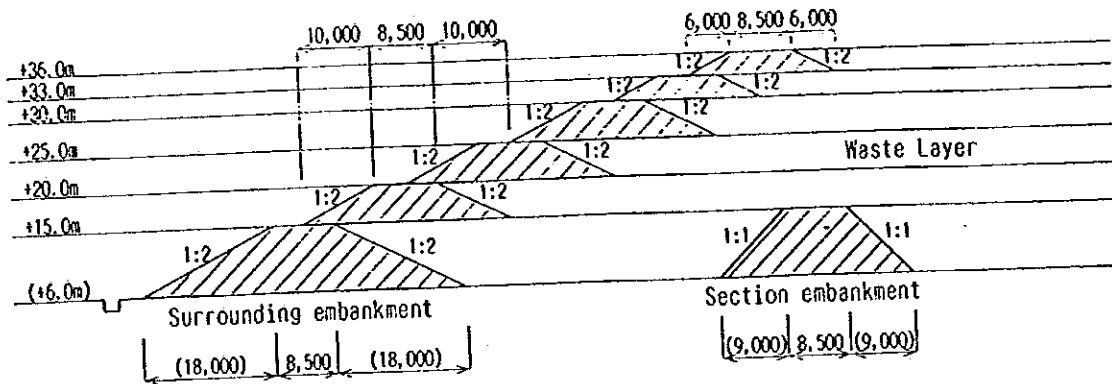 6,000 8,500 6,000
10,000 8,500 10,000
1:2 1:2
+36.0m
1:2 1:2
+33.0m
+30.0m
1:2 1:2
+25.0m
1:2 1:2
Waste Layer
+20.0m
1:2 1:2
+15.0m
1:2 1:2
1:1 1:1
(+6.0m)
Surrounding embankment
Section embankment
(18,000) 8,500 (18,000)
(9,000) 8,500 (9,000)